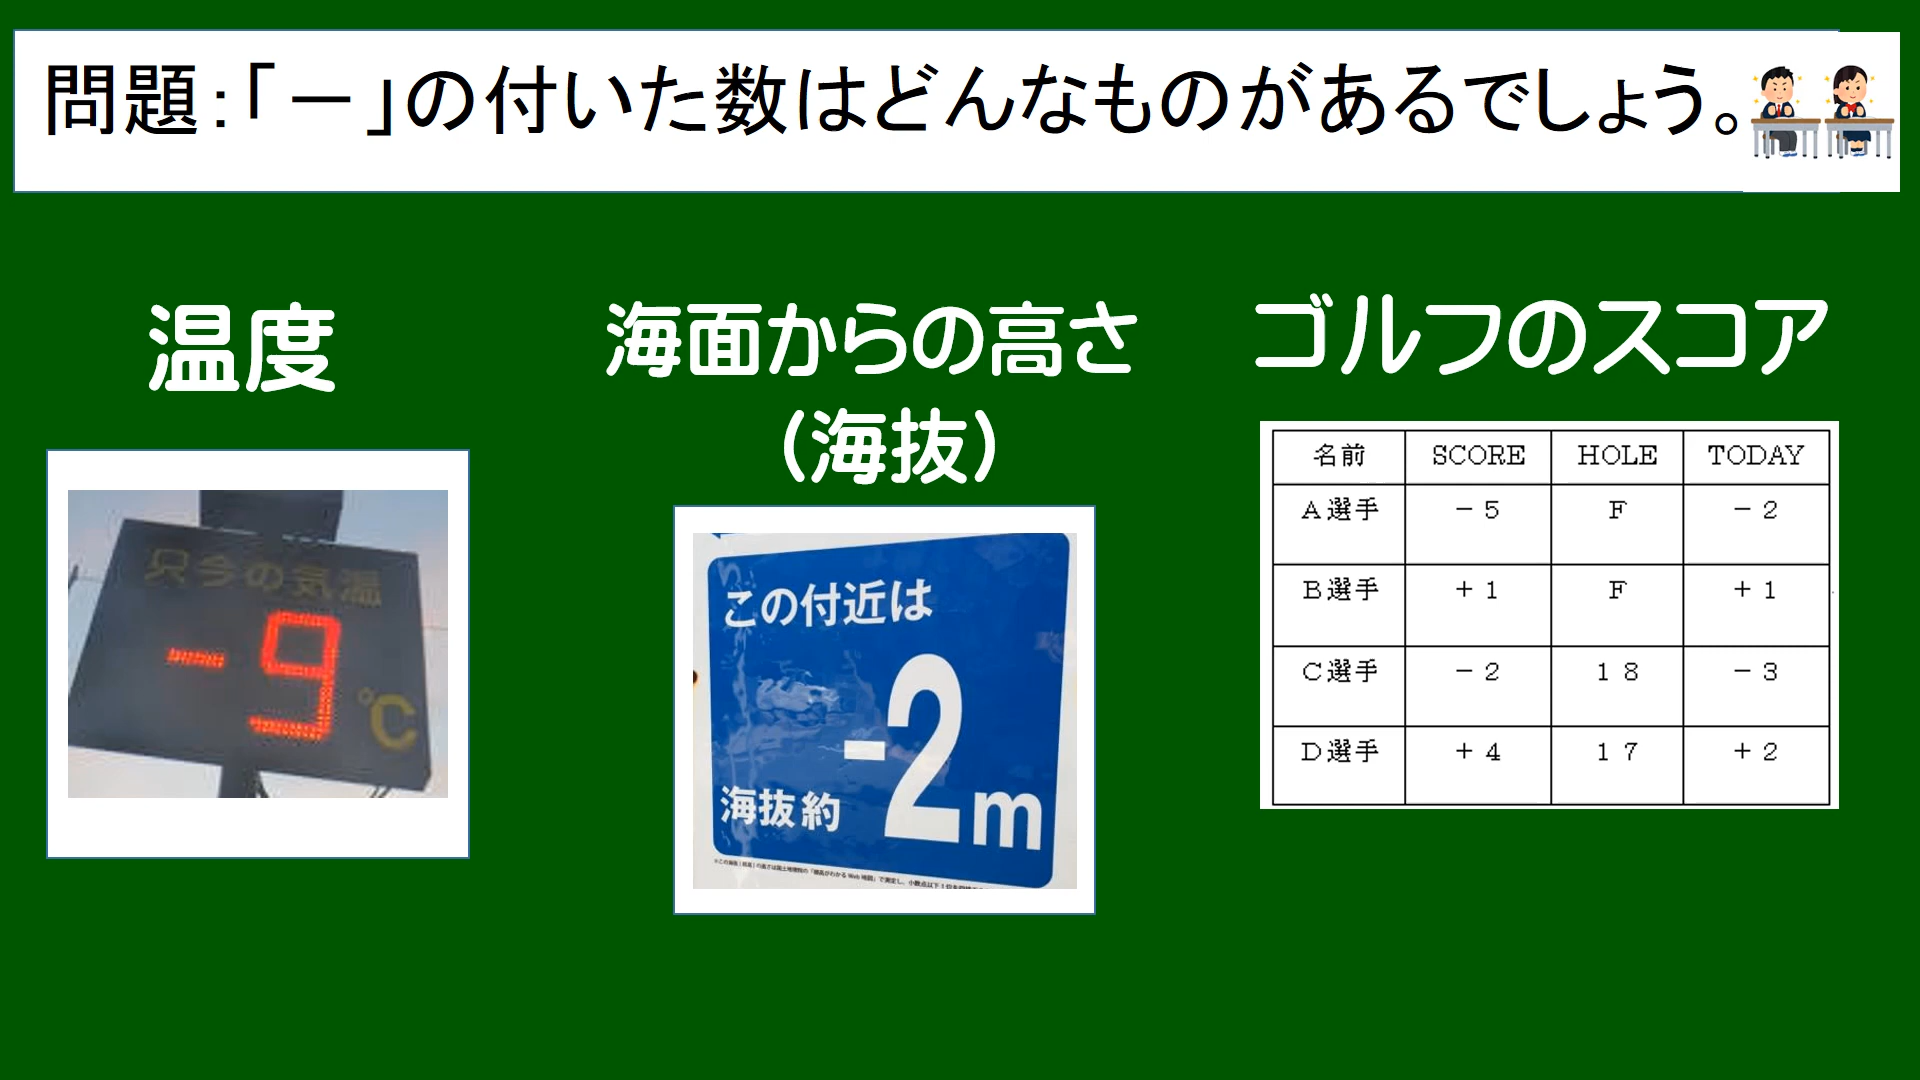 問題：「－」の付いた数はどんなものがあるでしょう。
温度
只今の気温
-9
℃
海面からの高さ
（海抜）
この付近は
海抜約 -2m
ゴルフのスコア
名前 SCORE HOLE TODAY
A選手 －5 F －2
B選手 ＋1 F ＋1
C選手 －2 18 －3
D選手 ＋4 17 ＋2